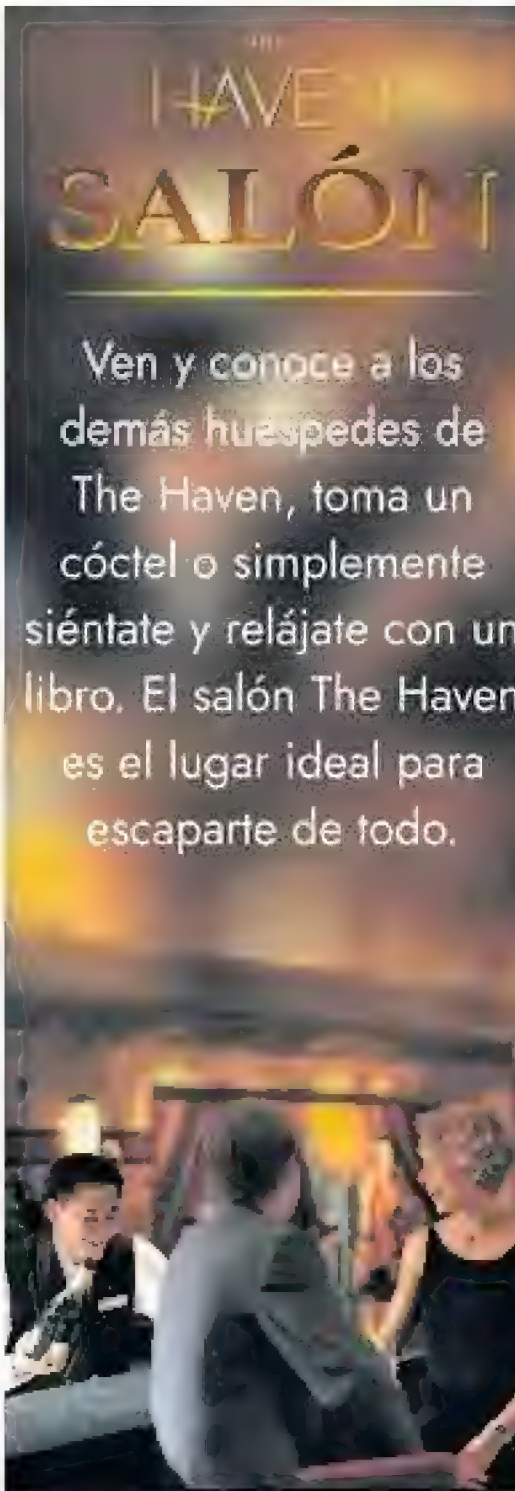 THE
HAVEN
SALÓN
Ven y conoce a los
demás huéspedes de
The Haven, toma un
cóctel o simplemente
siéntate y relájate con un
libro. El salón The Haven
es el lugar ideal para
escaparte de todo.